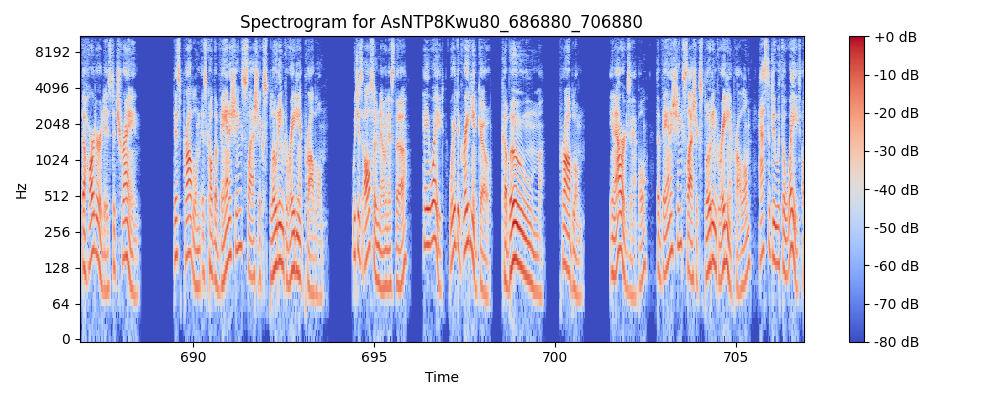 Spectrogram for AsNTP8Kwu80_686880_706880
Hz
8192
4096
2048
1024
512
256
128
64
0
690
695
700
705
Time
+0 dB
-10 dB
-20 dB
-30 dB
-40 dB
-50 dB
-60 dB
-70 dB
-80 dB